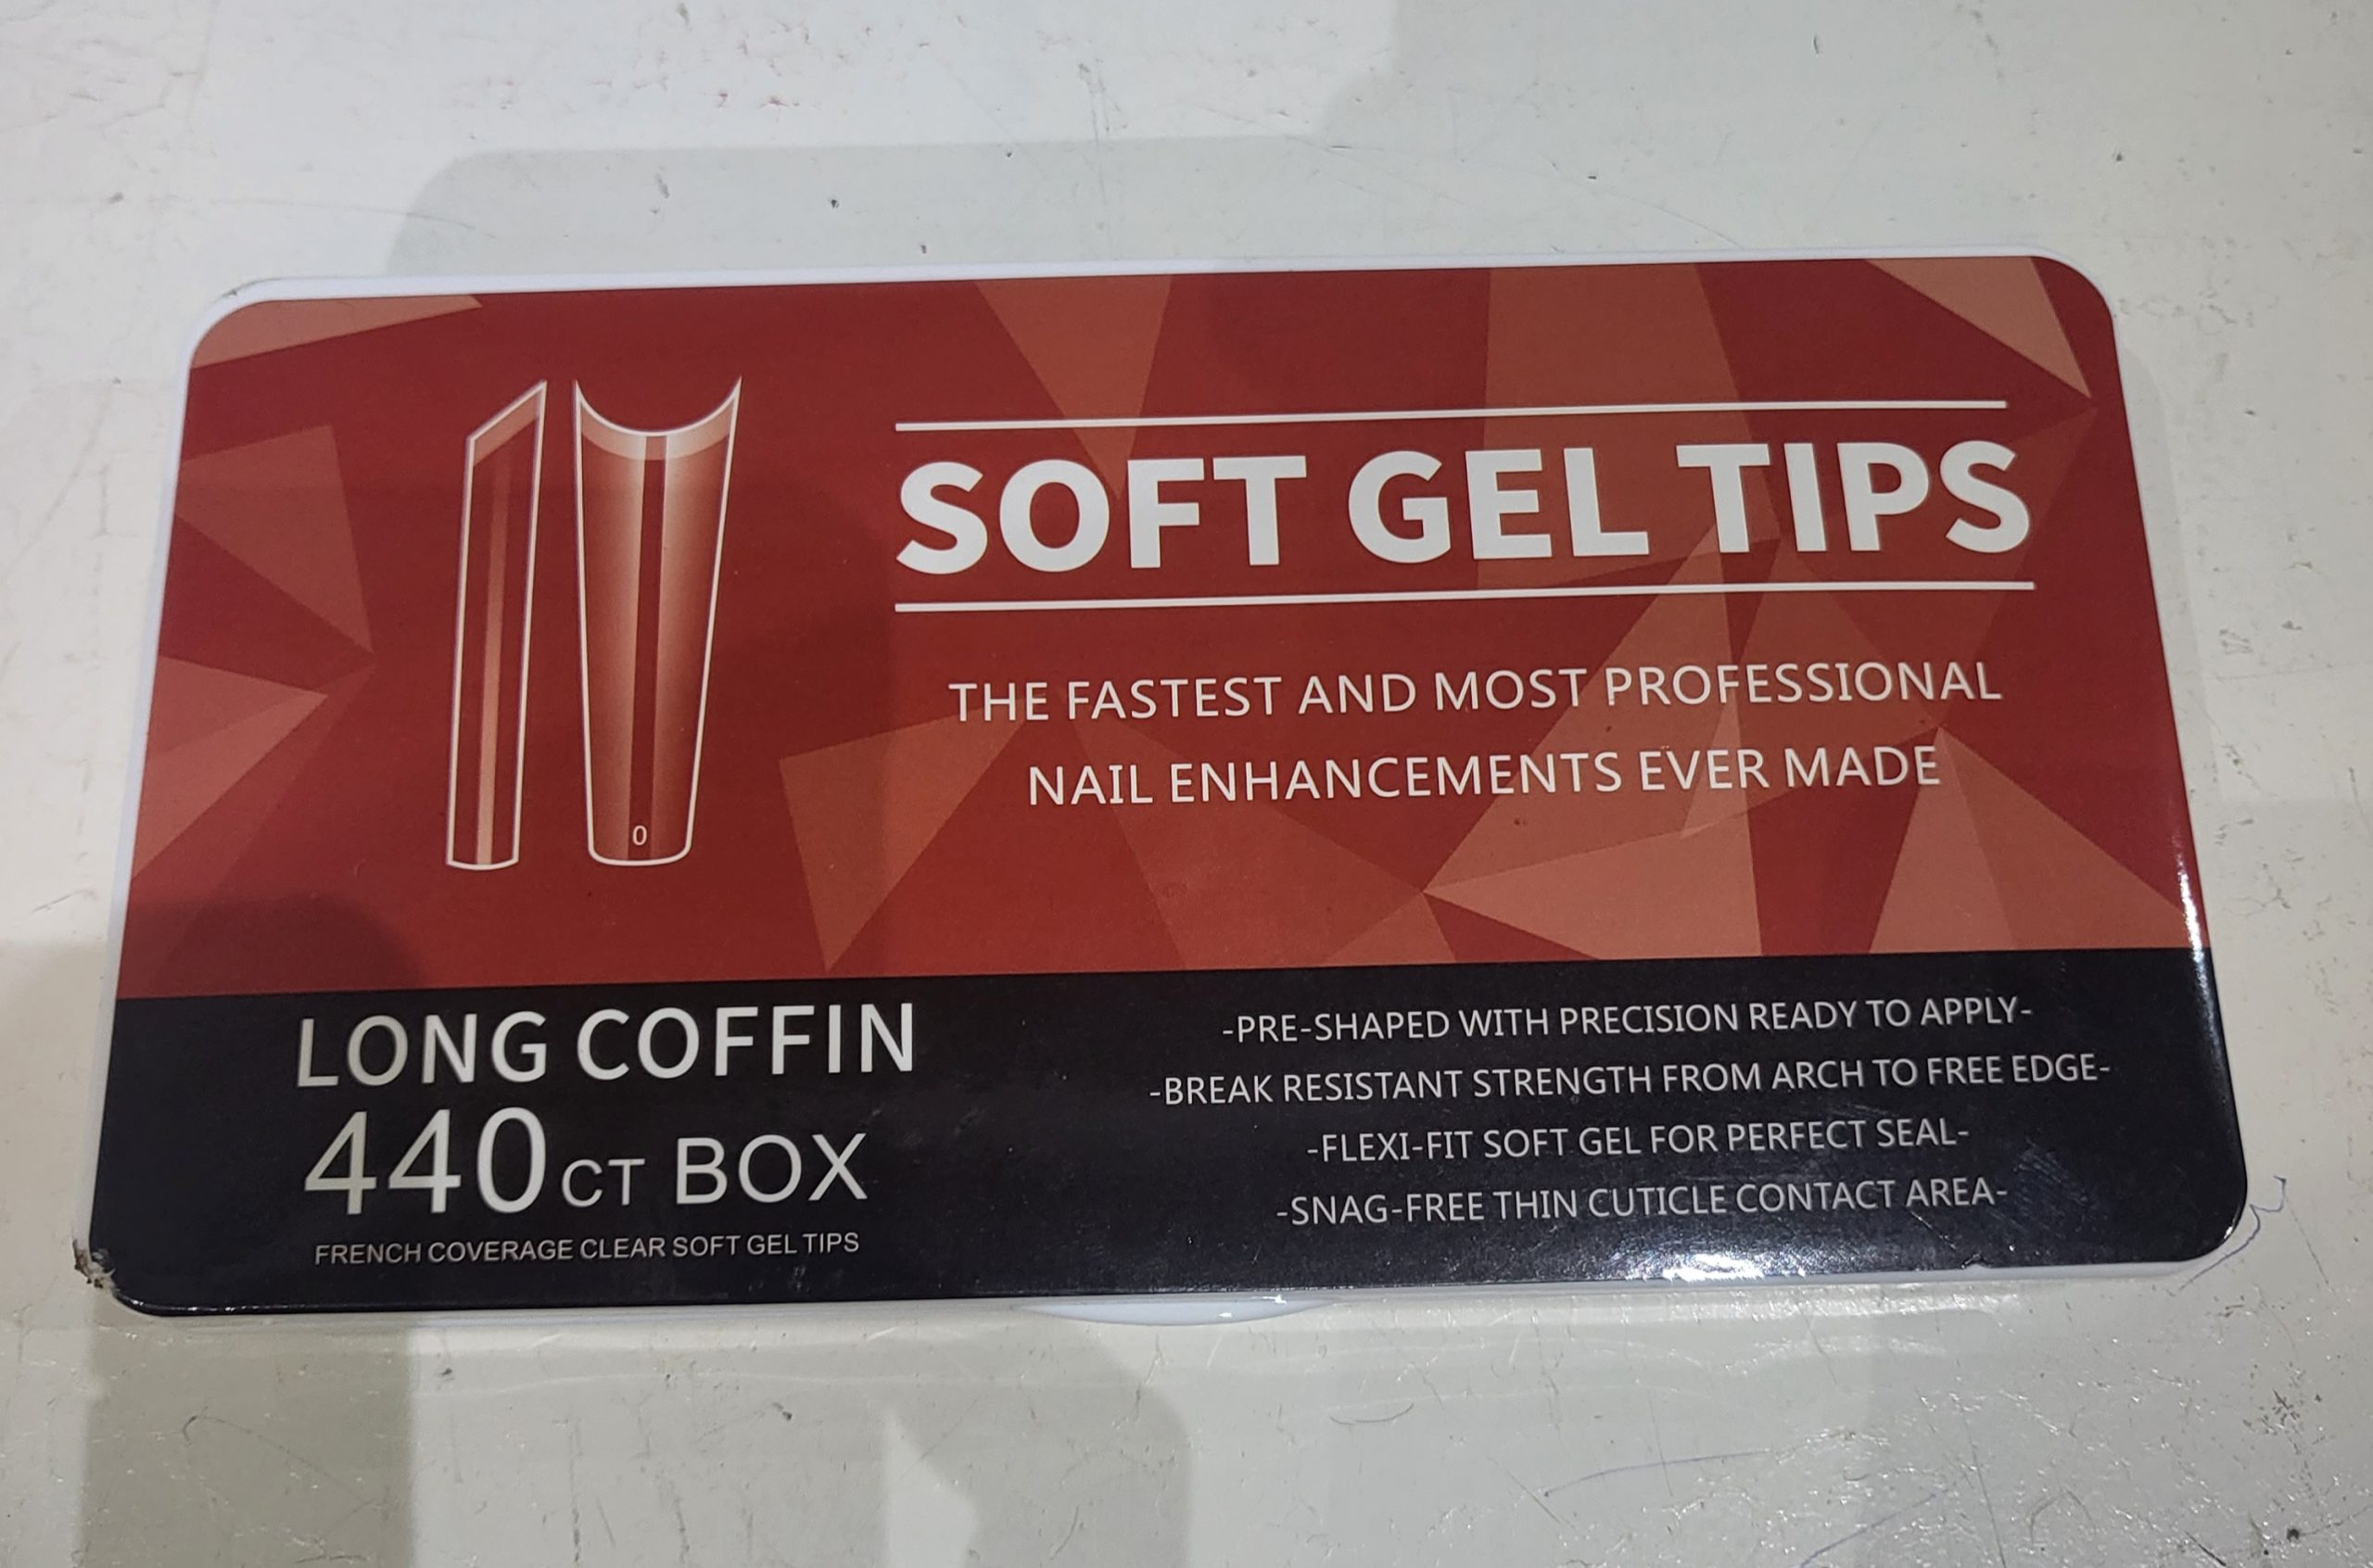 SOFT GEL TIPS
THE FASTEST AND MOST PROFESSIONAL
NAIL ENHANCEMENTS EVER MADE
0
LONG COFFIN
440CT BOX
FRENCH COVERAGE CLEAR SOFT GEL TIPS
-PRE-SHAPED WITH PRECISION READY TO APPLY-
-BREAK RESISTANT STRENGTH FROM ARCH TO FREE EDGE-
-FLEXI-FIT SOFT GEL FOR PERFECT SEAL-
-SNAG-FREE THIN CUTICLE CONTACT AREA-